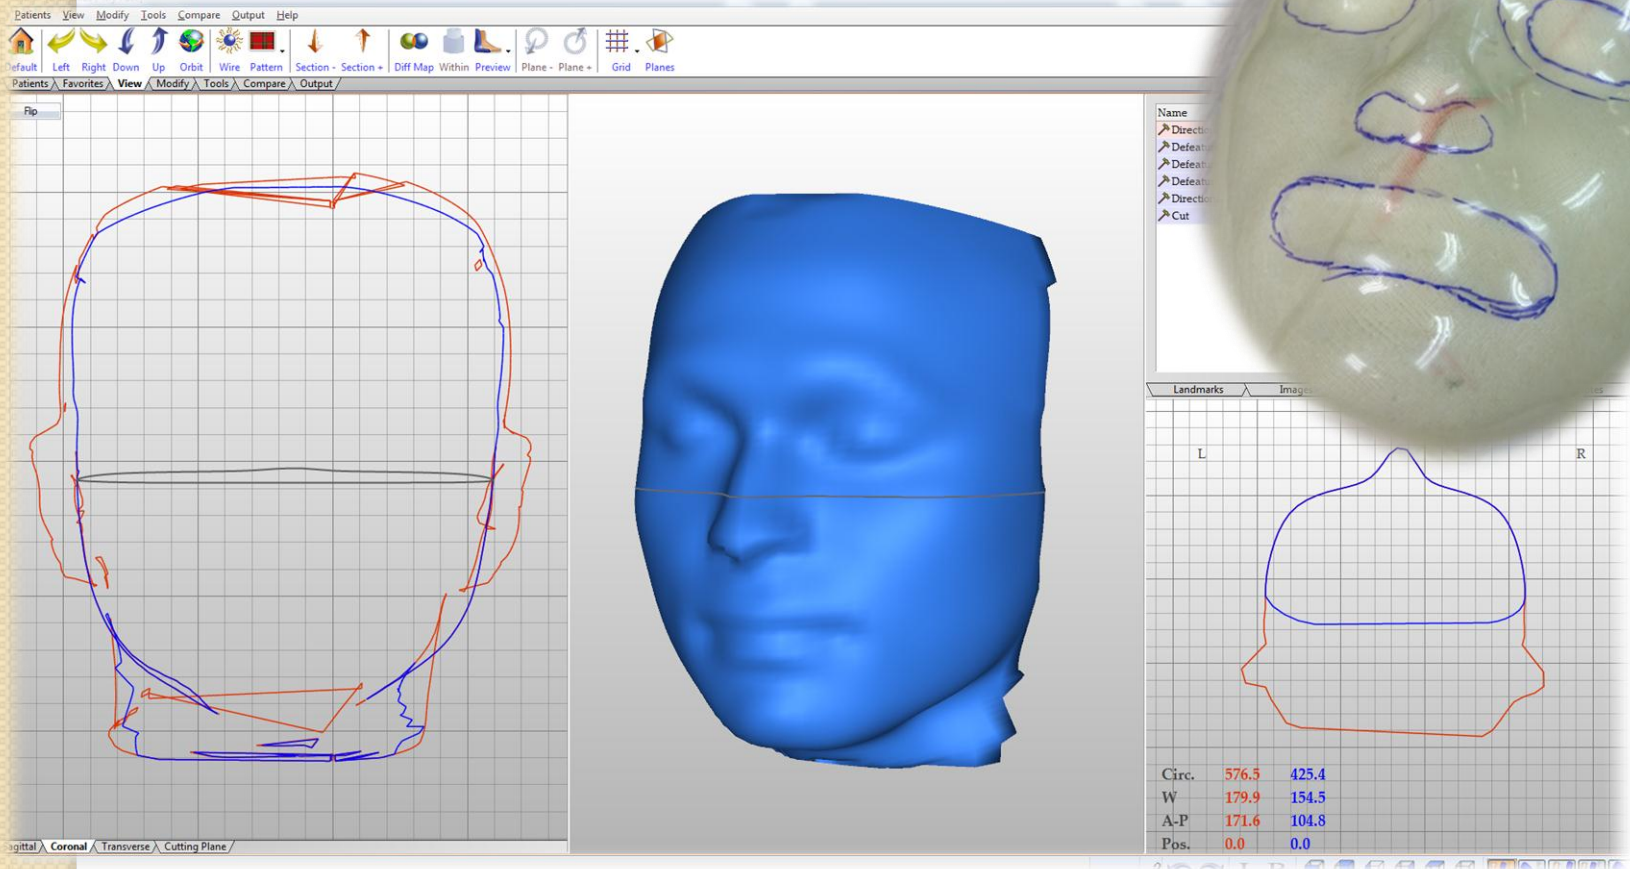 Patients View Modify Tools Compare Output Help
Left Right Down Up Orbit Wire Pattern Section - Section + Diff Map Within Preview Plane - Plane + Grid Planes
Patients Favorites View Modify Tools Compare Output
Flip
Name
Cut
Landmarks
L R
Circ. 576.5 425.4
W 179.9 154.5
A-P 171.6 104.8
Pos. 0.0 0.0
Coronal Transverse Cutting Plane